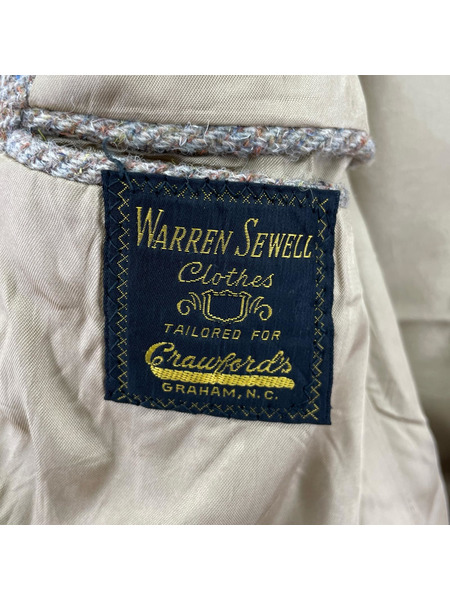 WARREN SEWELL
Clothes
TAILORED FOR
Crawford's
GRAHAM, N.C.